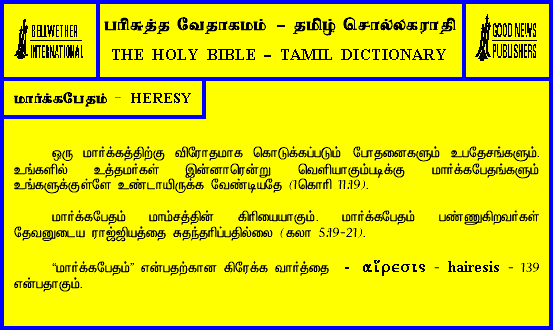 BELLWETHER
INTERNATIONAL
பரிசுத்த வேதாகமம் – தமிழ் சொல்லகராதி
THE HOLY BIBLE – TAMIL DICTIONARY
GOOD NEWS
PUBLISHERS
மார்க்கபேதம் – HERESY
ஒரு மார்க்கத்திற்கு விரோதமாக கொடுக்கப்படும் போதனைகளும் உபதேசங்களும்.
உங்களில் உத்தமர்கள் இன்னாரென்று வெளியாகும்படிக்கு மார்க்கபேதங்களும்
உங்களுக்குள்ளே உண்டாயிருக்க வேண்டியதே (1கொரி 11:19).
மார்க்கபேதம் மாம்சத்தின் கிரியையாகும். மார்க்கபேதம் பண்ணுகிறவர்கள்
தேவனுடைய ராஜ்ஜியத்தை சுதந்தரிப்பதில்லை (கலா 5:19-21).
“மார்க்கபேதம்” என்பதற்கான கிரேக்க வார்த்தை - αἵρεσις - hairesis - 139
என்பதாகும்.